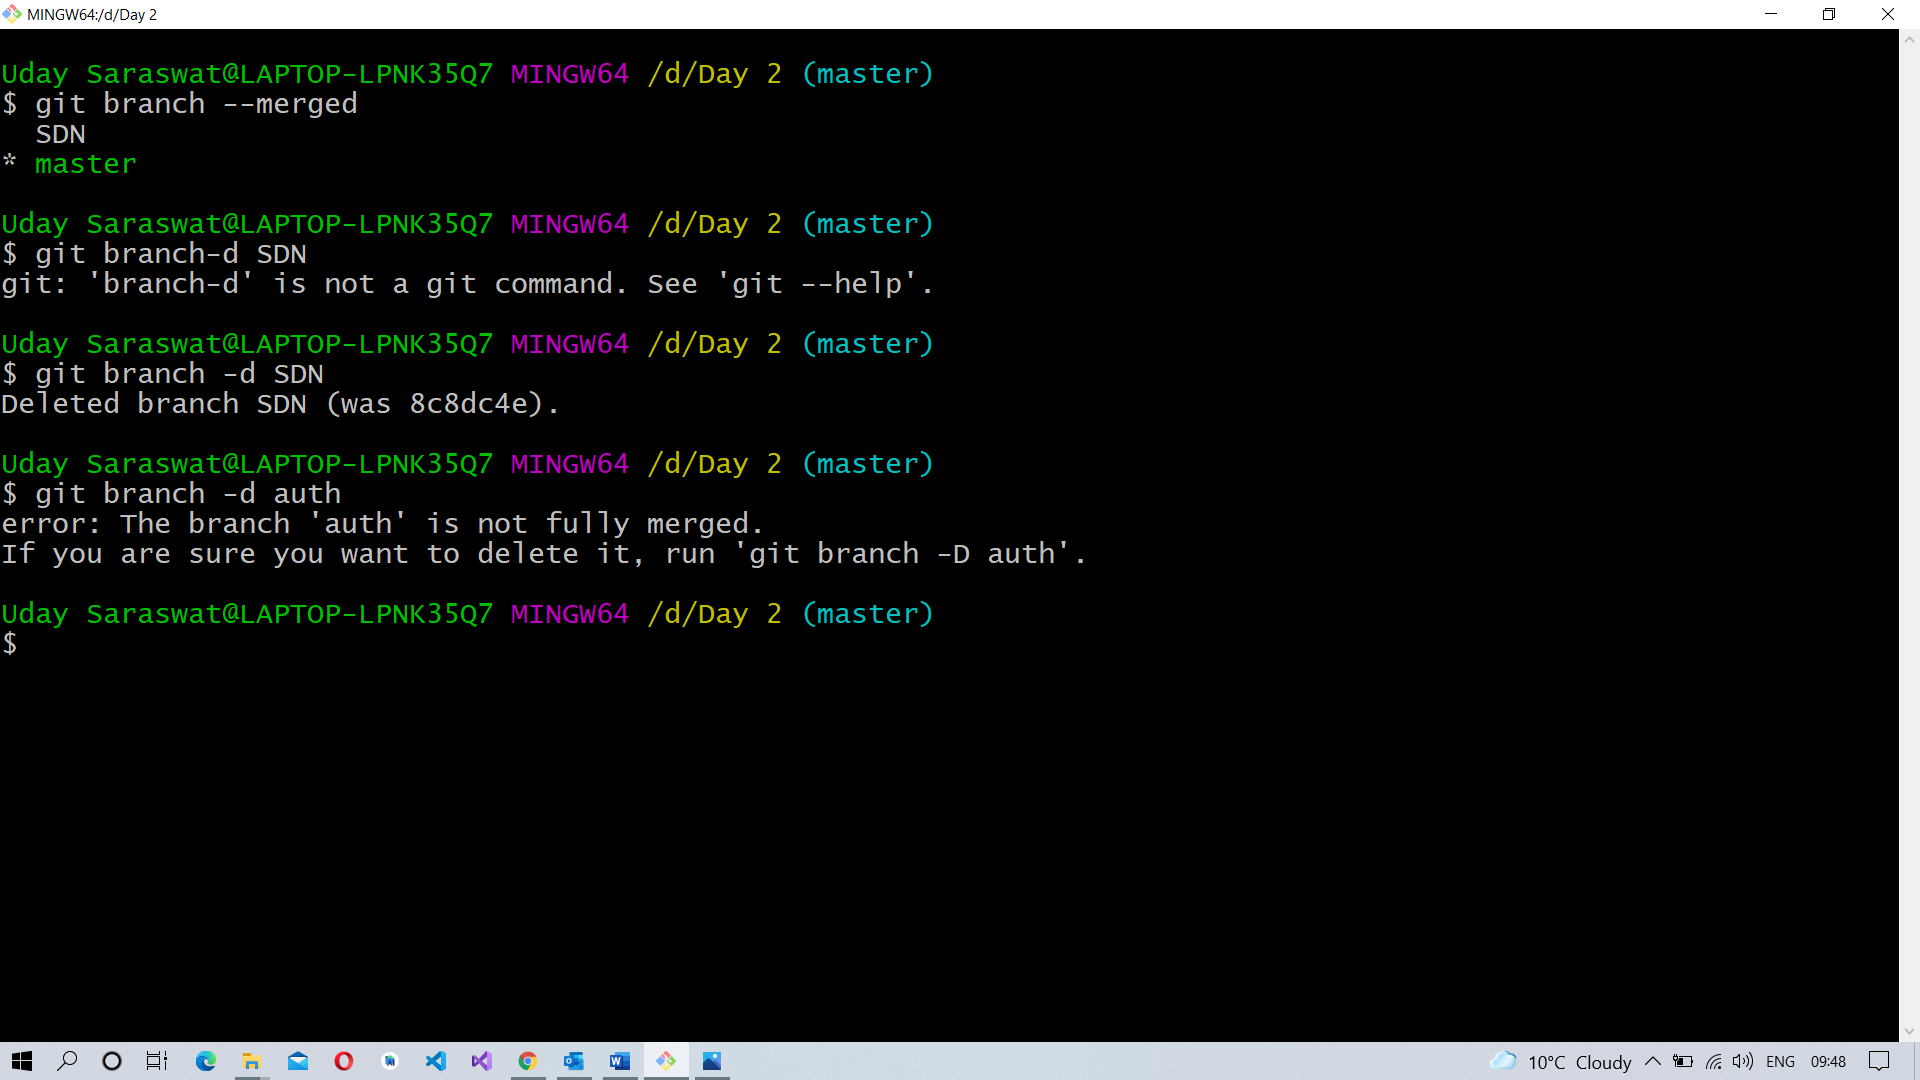 MINGW64:/d/Day 2
Uday Saraswat@LAPTOP-LPNK35Q7 MINGW64 /d/Day 2 (master)
$ git branch --merged
  SDN
* master
Uday Saraswat@LAPTOP-LPNK35Q7 MINGW64 /d/Day 2 (master)
$ git branch-d SDN
git: 'branch-d' is not a git command. See 'git --help'.
Uday Saraswat@LAPTOP-LPNK35Q7 MINGW64 /d/Day 2 (master)
$ git branch -d SDN
Deleted branch SDN (was 8c8dc4e).
Uday Saraswat@LAPTOP-LPNK35Q7 MINGW64 /d/Day 2 (master)
$ git branch -d auth
error: The branch 'auth' is not fully merged.
If you are sure you want to delete it, run 'git branch -D auth'.
Uday Saraswat@LAPTOP-LPNK35Q7 MINGW64 /d/Day 2 (master)
$
10°C Cloudy ENG 09:48